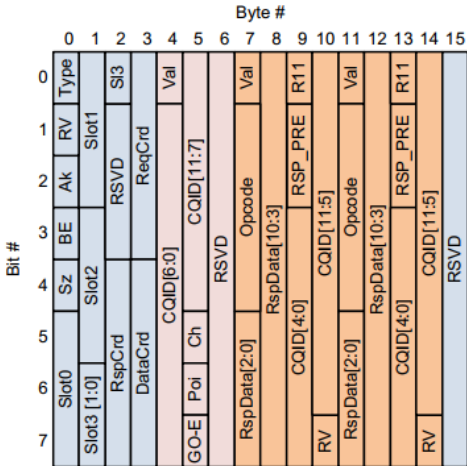 Byte #
0 1 2 3 4 5 6 7 8 9 10 11 12 13 14 15
Bit #
0
1
2
3
4
5
6
7
Type
RV
Ak
BE
Sz
Slot0
Slot1
Slot2
Slot3 [1:0]
Sl3
RSVD
RspCrd
ReqCrd
DataCrd
Val
CQID[6:0]
CQID[11:7]
Ch
Poi
GO-E
RSVD
Val
Opcode
RspData[2:0]
RspData[10:3]
R11
RSP_PRE
CQID[4:0]
CQID[11:5]
RV
Val
Opcode
RspData[2:0]
RspData[10:3]
R11
RSP_PRE
CQID[4:0]
CQID[11:5]
RV
RSVD